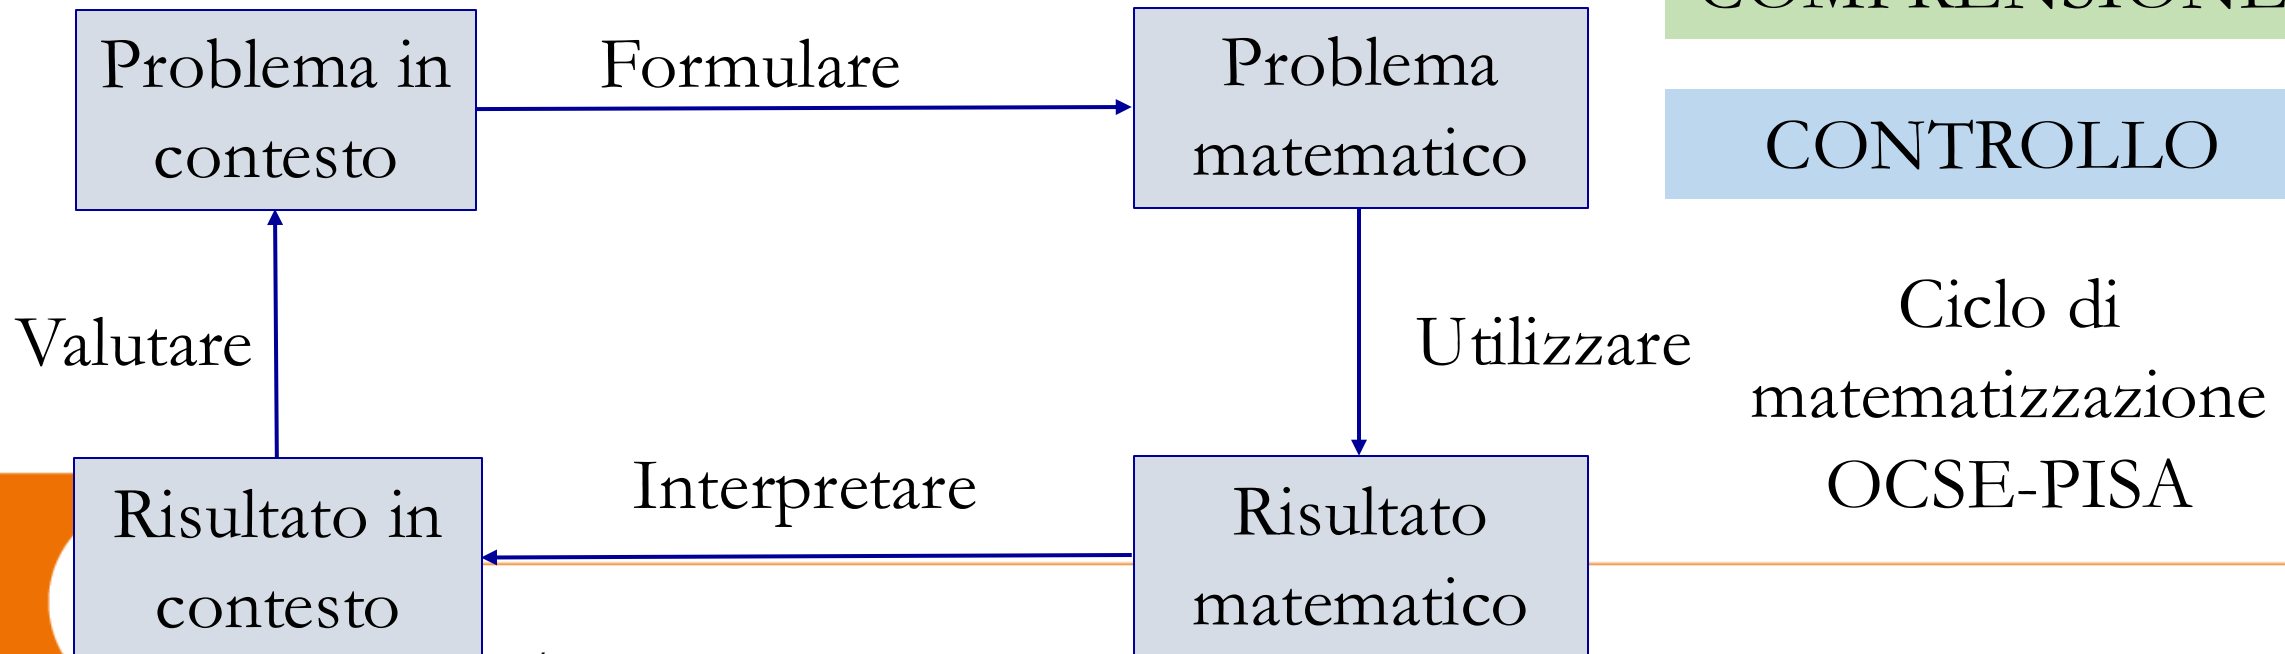 COMPRENSIONE
Problema in
contesto
Formulare
Problema
matematico
CONTROLLO
Valutare
Utilizzare
Ciclo di
matematizzazione
OCSE-PISA
Risultato in
contesto
Interpretare
Risultato
matematico